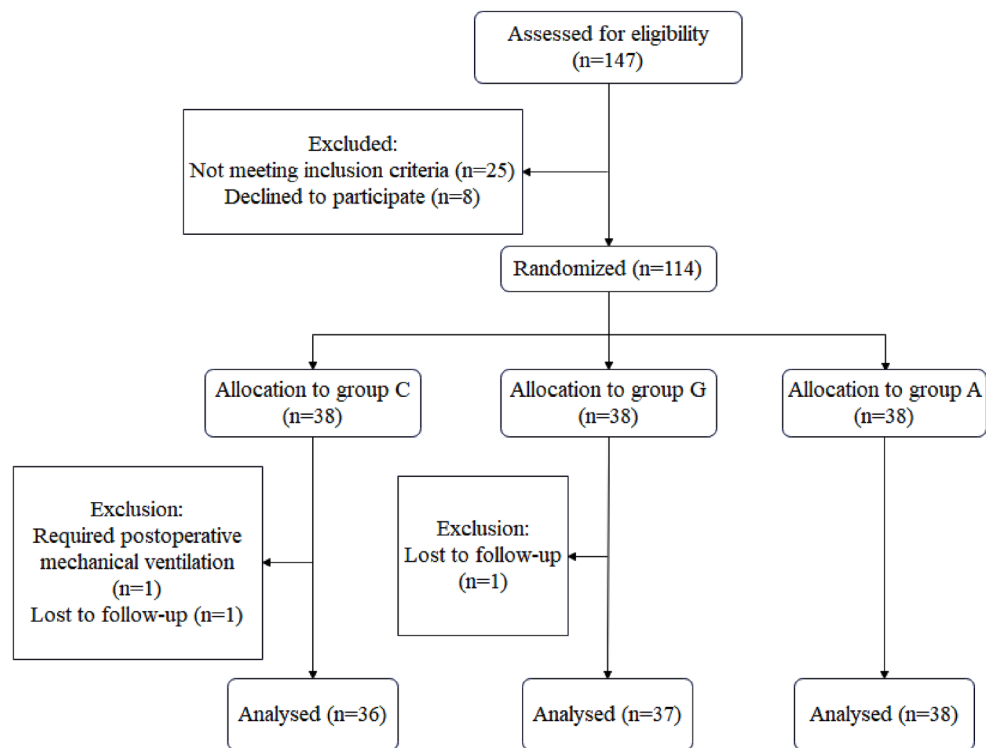 Assessed for eligibility
(n=147)
Excluded:
Not meeting inclusion criteria (n=25)
Declined to participate (n=8)
Randomized (n=114)
Allocation to group C
(n=38)
Allocation to group G
(n=38)
Allocation to group A
(n=38)
Exclusion:
Required postoperative
mechanical ventilation
(n=1)
Lost to follow-up (n=1)
Exclusion:
Lost to follow-up
(n=1)
Analysed (n=36)
Analysed (n=37)
Analysed (n=38)